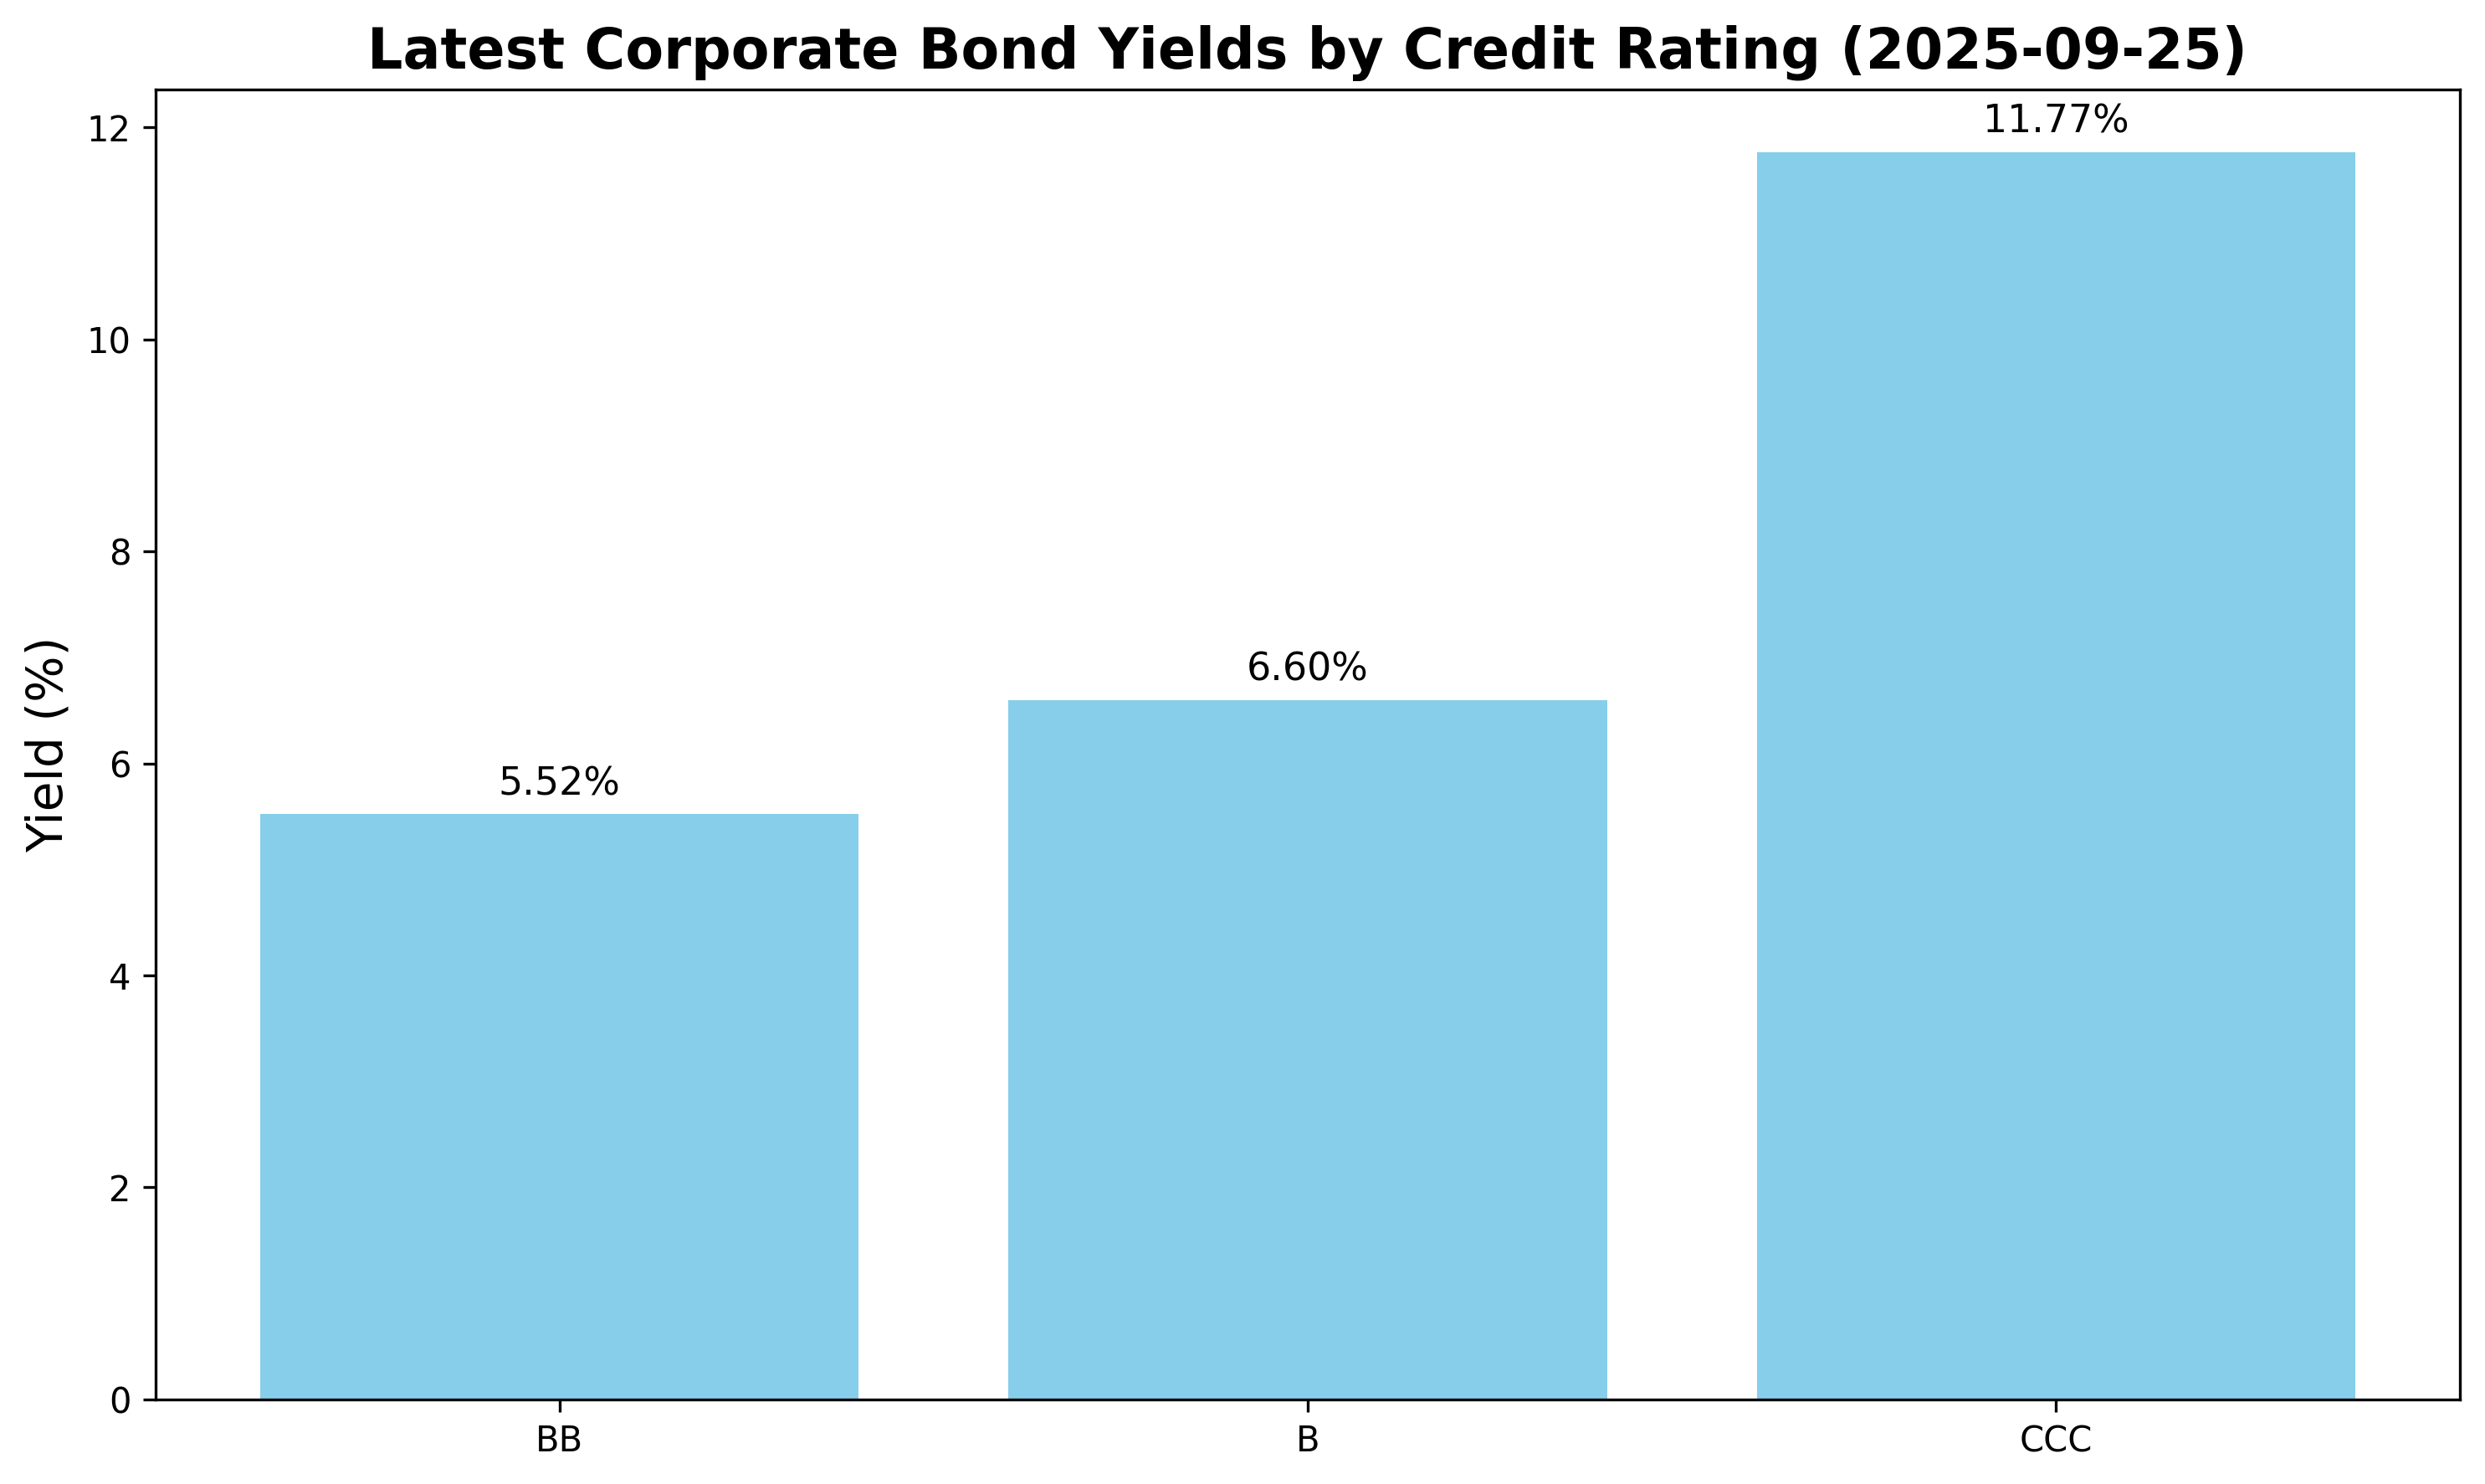 Latest Corporate Bond Yields by Credit Rating (2025-09-25)
Yield (%)
12
10
8
6
4
2
0
5.52%
6.60%
11.77%
BB
B
CCC